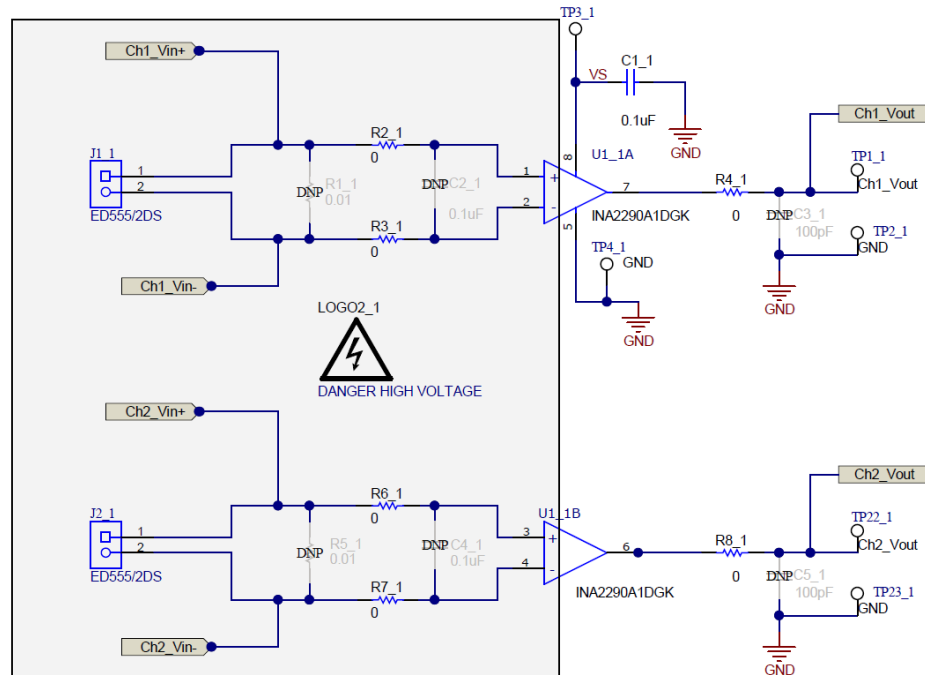 TP3_1
Ch1_Vin+
C1_1
VS
0.1uF
GND
Ch1_Vout
J1_1
1
2
ED555/2DS
R2_1
0
DNP
R1_1
0.01
DNP
C2_1
0.1uF
R3_1
0
1
+
2
-
8
5
U1_1A
7
INA2290A1DGK
R4_1
0
TP1_1
Ch1_Vout
DNP
C3_1
100pF
TP2_1
GND
GND
TP4_1
GND
GND
Ch1_Vin-
LOGO2_1
DANGER HIGH VOLTAGE
Ch2_Vin+
Ch2_Vout
J2_1
1
2
ED555/2DS
R6_1
0
DNP
R5_1
0.01
DNP
C4_1
0.1uF
R7_1
0
3
+
4
-
U1_1B
6
INA2290A1DGK
R8_1
0
TP22_1
Ch2_Vout
DNP
C5_1
100pF
TP23_1
GND
GND
Ch2_Vin-